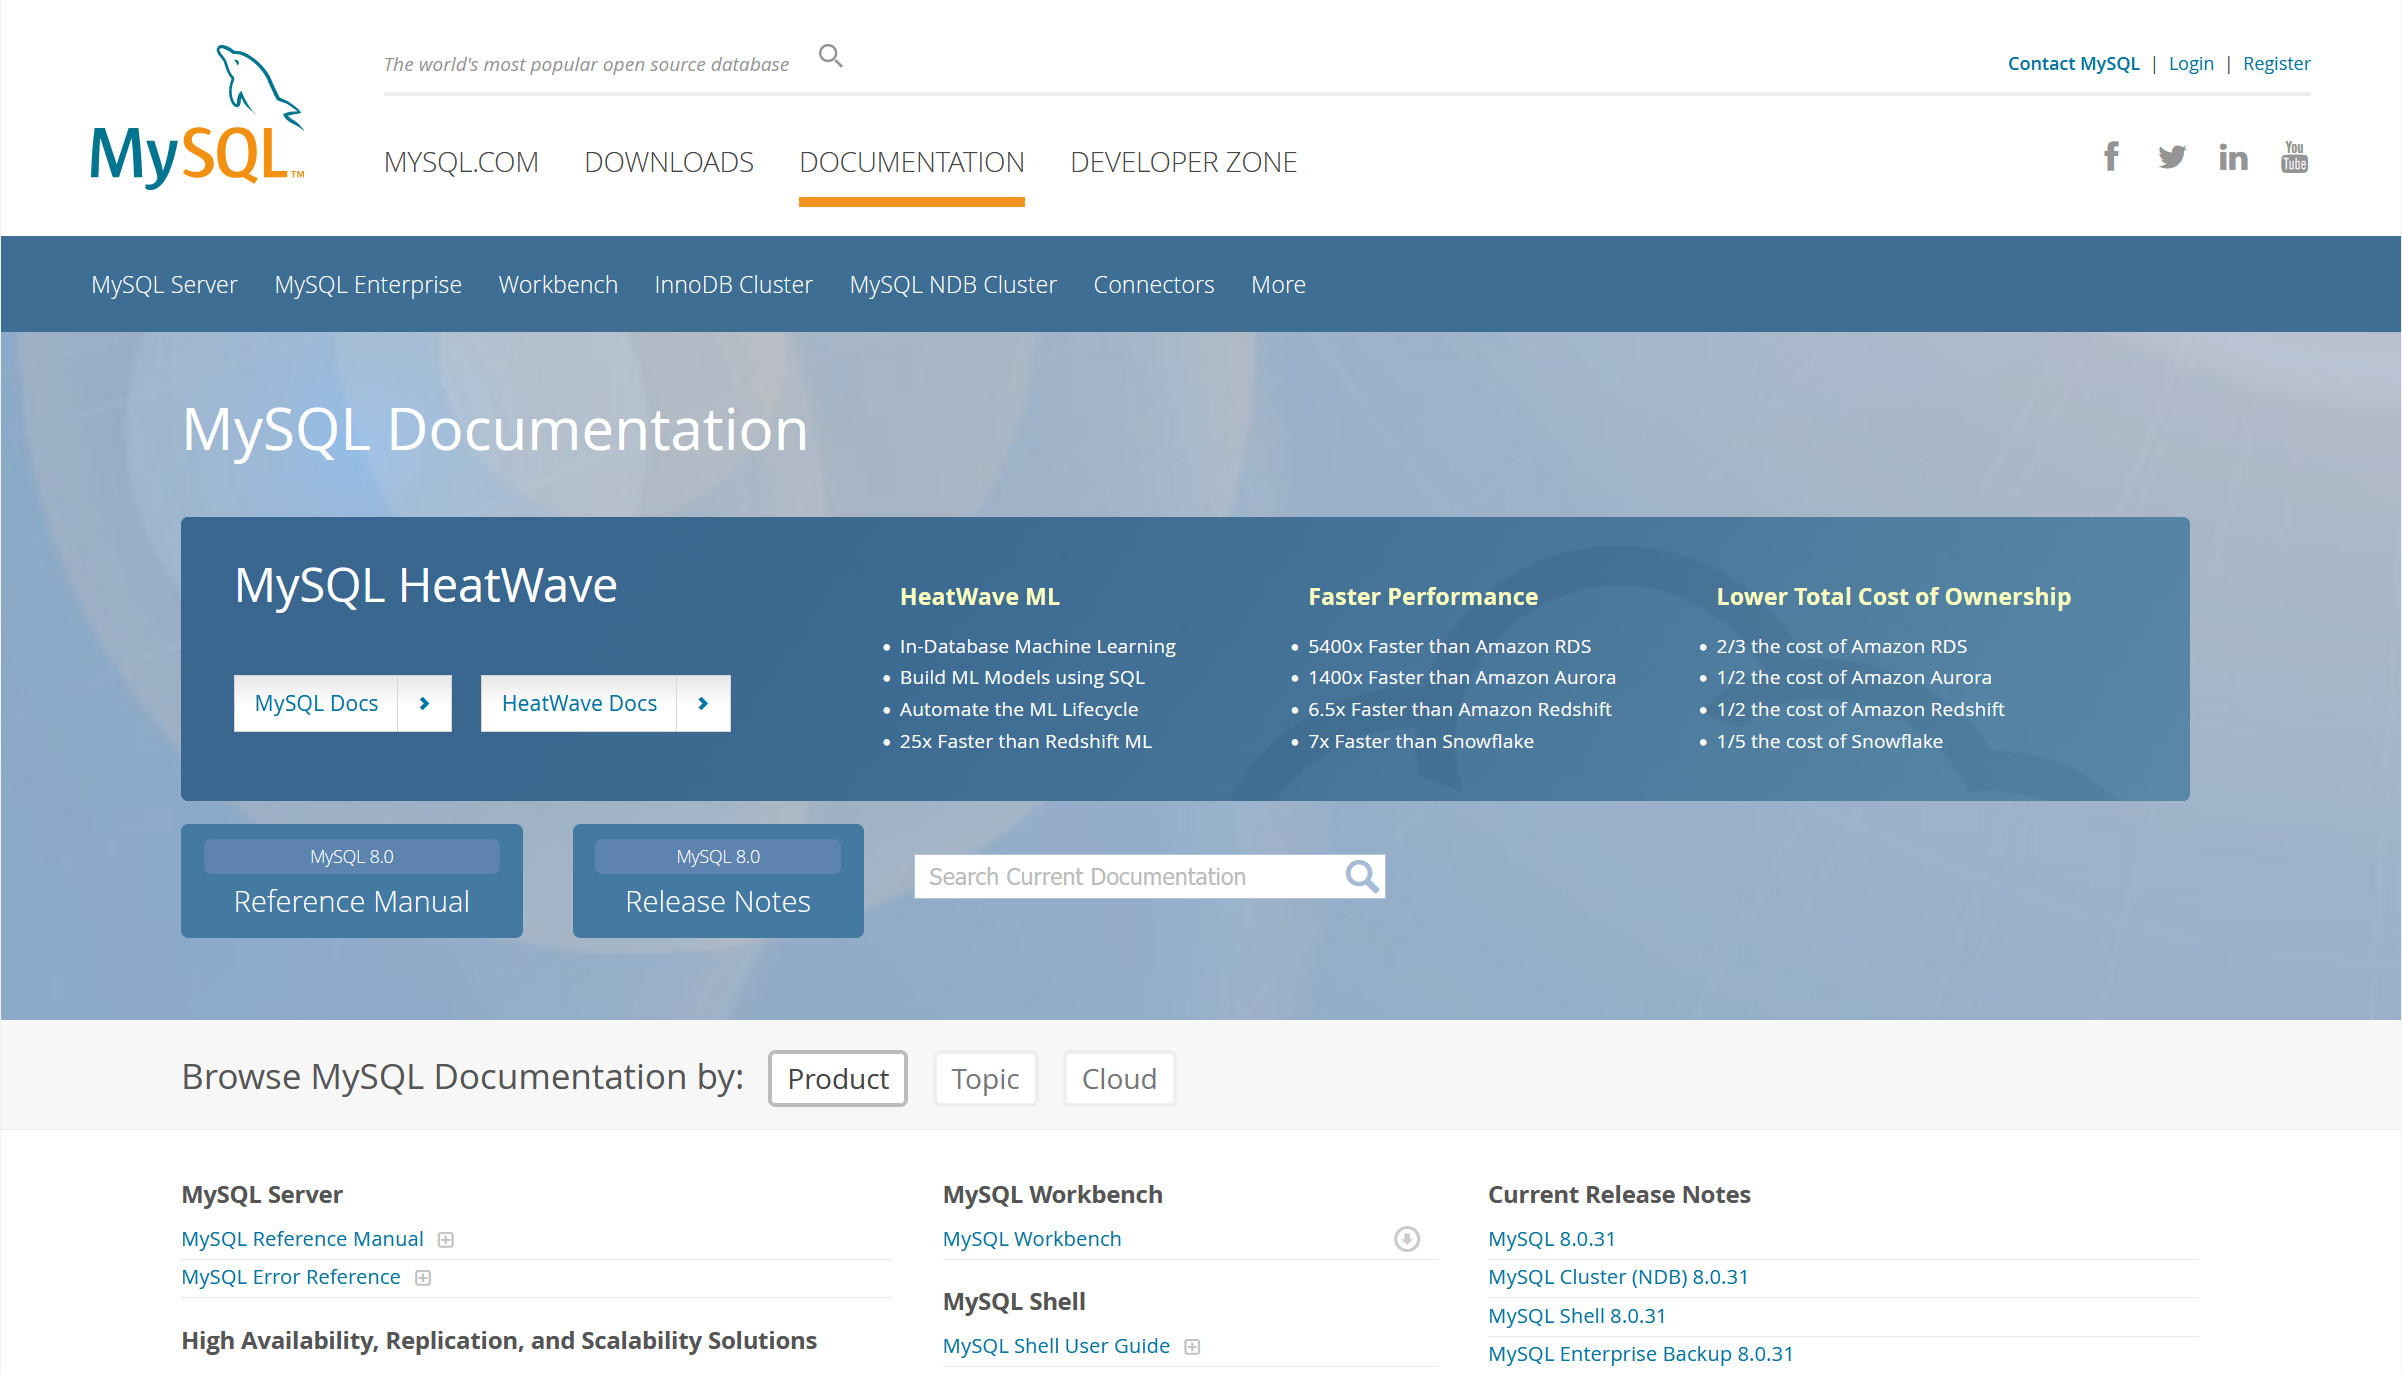 The world's most popular open source database
Contact MySQL | Login | Register
MySQL™
MYSQL.COM DOWNLOADS DOCUMENTATION DEVELOPER ZONE
You Tube
MySQL Server MySQL Enterprise Workbench InnoDB Cluster MySQL NDB Cluster Connectors More
MySQL Documentation
MySQL HeatWave
MySQL Docs
HeatWave Docs
HeatWave ML
In-Database Machine Learning
Build ML Models using SQL
Automate the ML Lifecycle
25x Faster than Redshift ML
Faster Performance
5400x Faster than Amazon RDS
1400x Faster than Amazon Aurora
6.5x Faster than Amazon Redshift
7x Faster than Snowflake
Lower Total Cost of Ownership
2/3 the cost of Amazon RDS
1/2 the cost of Amazon Aurora
1/2 the cost of Amazon Redshift
1/5 the cost of Snowflake
MySQL 8.0
Reference Manual
MySQL 8.0
Release Notes
Search Current Documentation
Browse MySQL Documentation by: Product Topic Cloud
MySQL Server
MySQL Reference Manual
MySQL Error Reference
High Availability, Replication, and Scalability Solutions
MySQL Workbench
MySQL Workbench
MySQL Shell
MySQL Shell User Guide
Current Release Notes
MySQL 8.0.31
MySQL Cluster (NDB) 8.0.31
MySQL Shell 8.0.31
MySQL Enterprise Backup 8.0.31